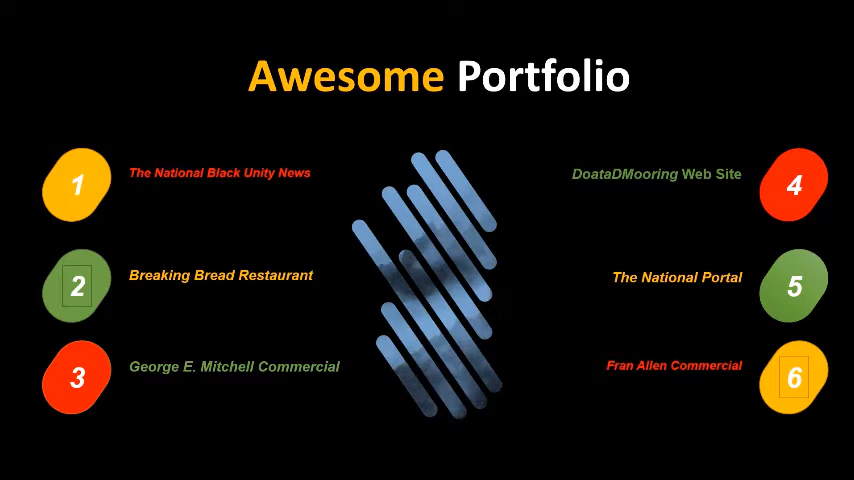 Awesome Portfolio
1
The National Black Unity News
2
Breaking Bread Restaurant
3
George E. Mitchell Commercial
DoataDMooring Web Site
4
The National Portal
5
Fran Allen Commercial
6